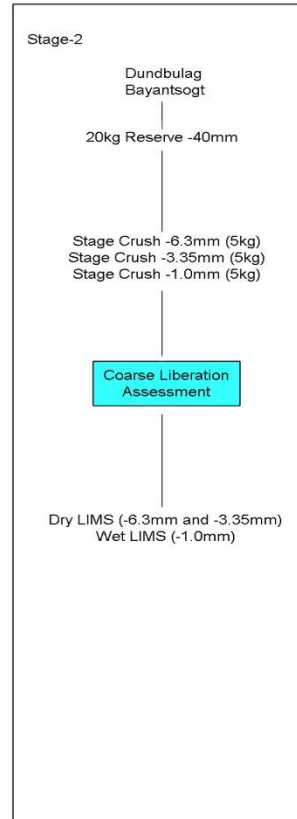 Stage-2
Dundbulag
Bayantsogt
20kg Reserve -40mm
Stage Crush -6.3mm (5kg)
Stage Crush -3.35mm (5kg)
Stage Crush -1.0mm (5kg)
Coarse Liberation
Assessment
Dry LIMS (-6.3mm and -3.35mm)
Wet LIMS (-1.0mm)